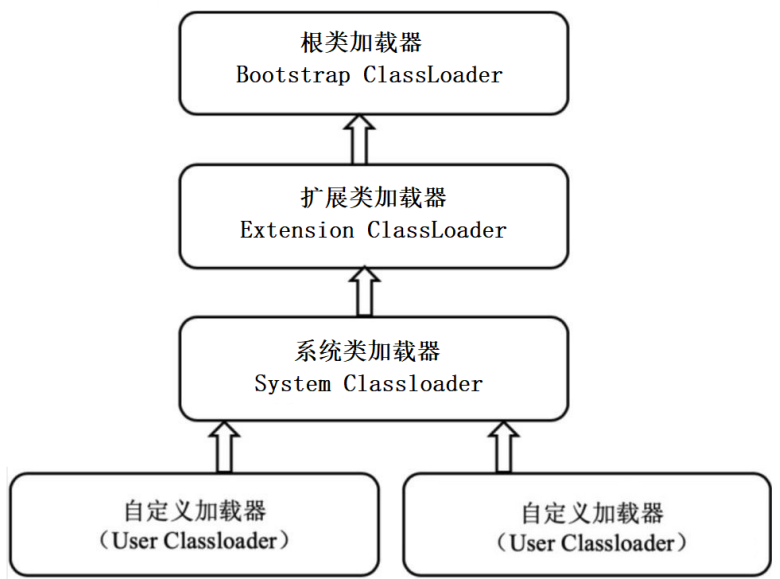 根类加载器
Bootstrap ClassLoader
扩展类加载器
Extension ClassLoader
系统类加载器
System Classloader
自定义加载器
（User Classloader）
自定义加载器
（User Classloader）